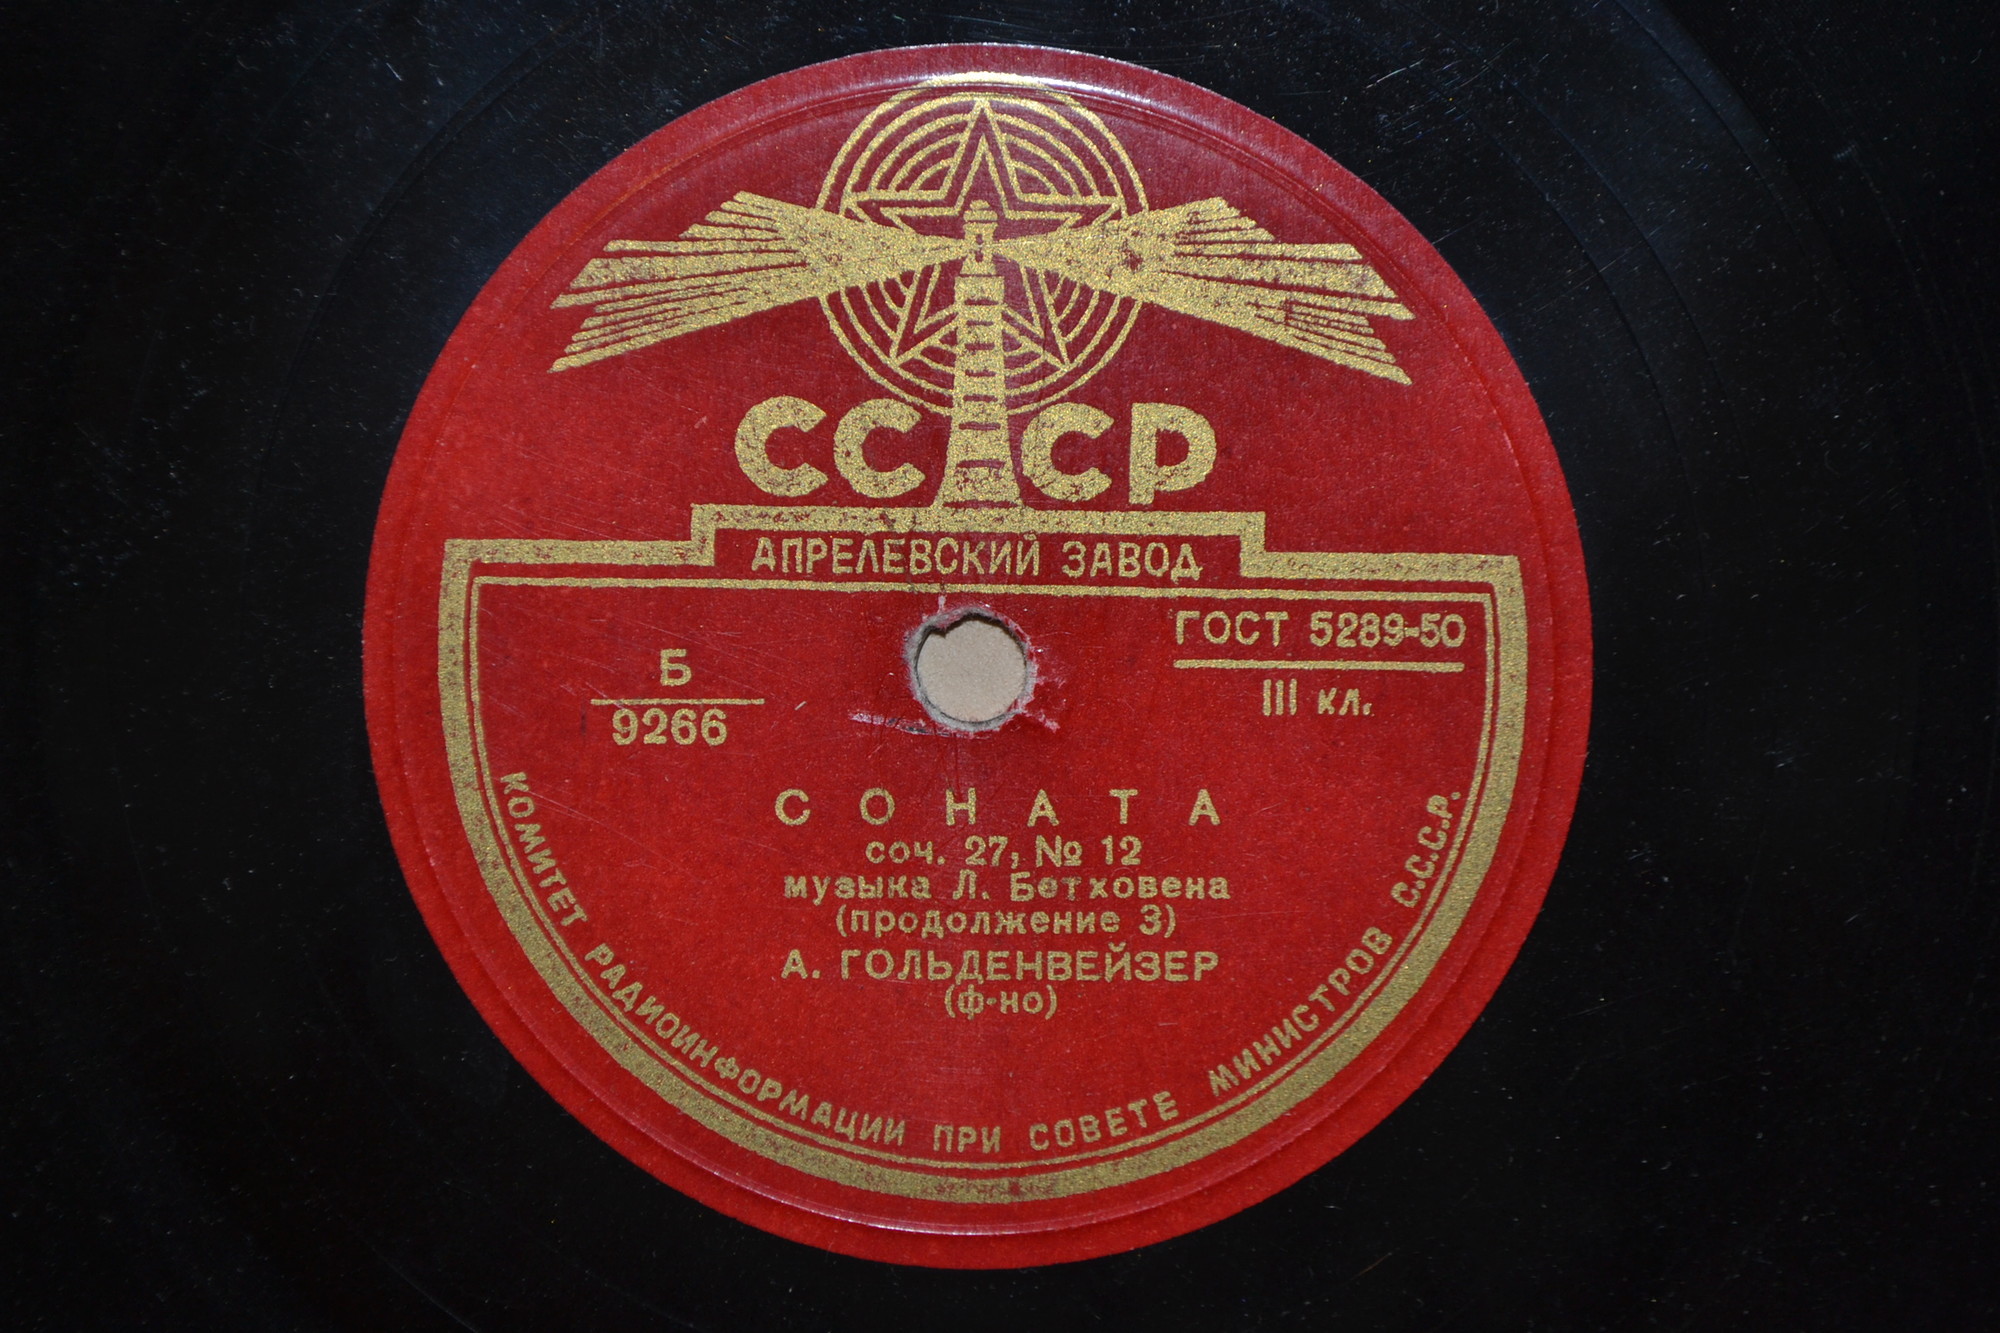 СССР
АПРЕЛЕВСКИЙ ЗАВОД
ГОСТ 5289-50
III кл.
Б
9266
СОНАТА
соч. 27, № 12
музыка Л. Бетховена
(продолжение 3)
А. ГОЛЬДЕНВЕЙЗЕР
(ф-но)
КОМИТЕТ РАДИОИНФОРМАЦИИ ПРИ СОВЕТЕ МИНИСТРОВ С.С.С.Р.